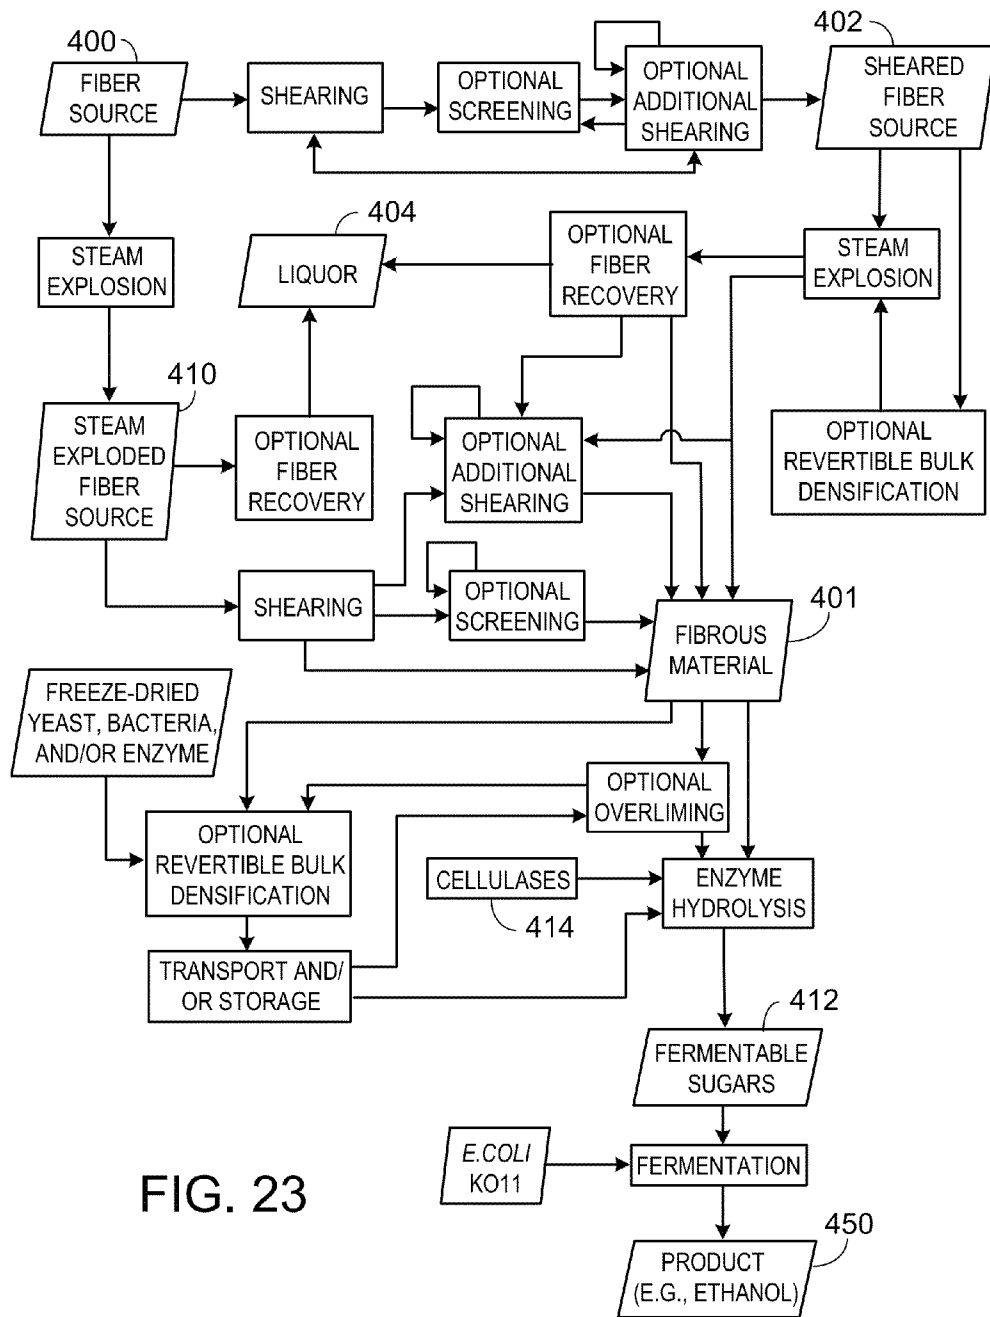 400
FIBER
SOURCE
SHEARING
OPTIONAL
SCREENING
OPTIONAL
ADDITIONAL
SHEARING
402
SHEARED
FIBER
SOURCE
STEAM
EXPLOSION
404
LIQUOR
OPTIONAL
FIBER
RECOVERY
STEAM
EXPLOSION
410
STEAM
EXPLODED
FIBER
SOURCE
OPTIONAL
FIBER
RECOVERY
OPTIONAL
ADDITIONAL
SHEARING
OPTIONAL
REVERTIBLE BULK
DENSIFICATION
SHEARING
OPTIONAL
SCREENING
401
FIBROUS
MATERIAL
FREEZE-DRIED
YEAST, BACTERIA,
AND/OR ENZYME
OPTIONAL
OVERLIMING
OPTIONAL
REVERTIBLE BULK
DENSIFICATION
CELLULASES
414
ENZYME
HYDROLYSIS
TRANSPORT AND/
OR STORAGE
412
FERMENTABLE
SUGARS
E.COLI
KO11
FERMENTATION
FIG. 23
450
PRODUCT
(E.G., ETHANOL)